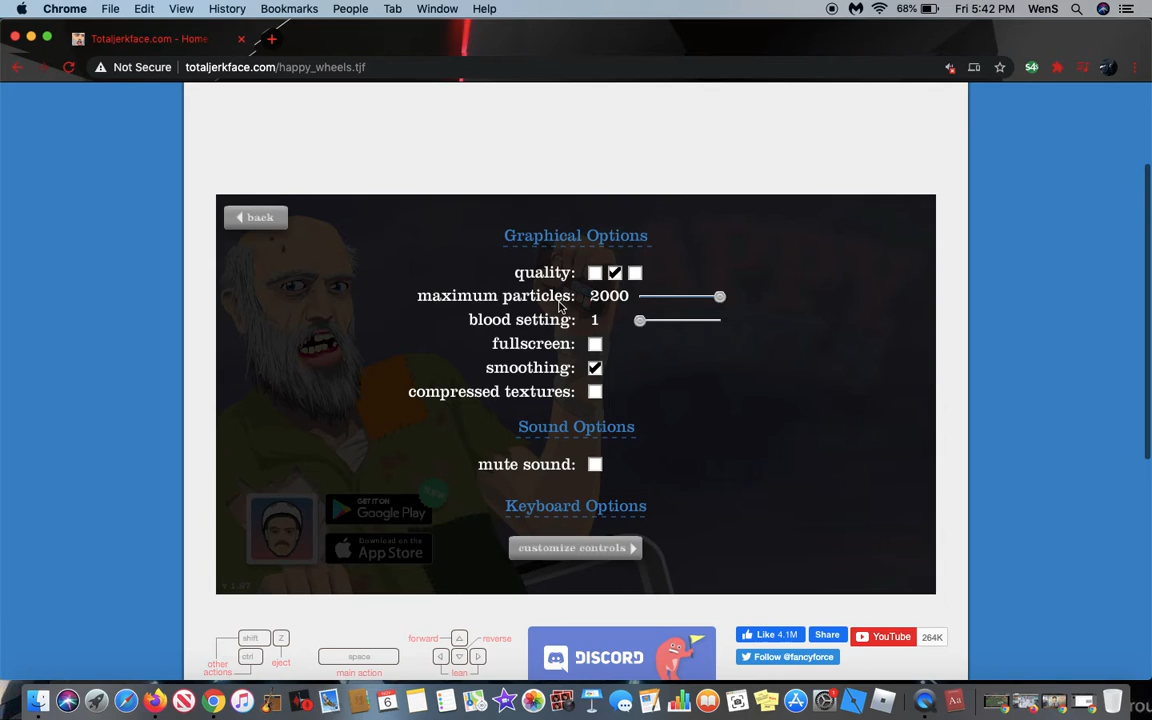 Chrome File Edit View History Bookmarks People Tab Window Help 68% Fri 5:42 PM WenS
Totaljerkface.com - Home
Not Secure totaljerkface.com/happy_wheels.tjf
back
Graphical Options
quality:
maximum particles: 2000
blood setting: 1
fullscreen:
smoothing:
compressed textures:
Sound Options
mute sound:
Keyboard Options
customize controls
GET IT ON
Google Play
Download on the
App Store
v 1.87
shift Z
ctrl
eject
other
actions
space
main action
forward
reverse
lean
DISCORD
Like 4.1M Share YouTube 264K
Follow @fancyforce